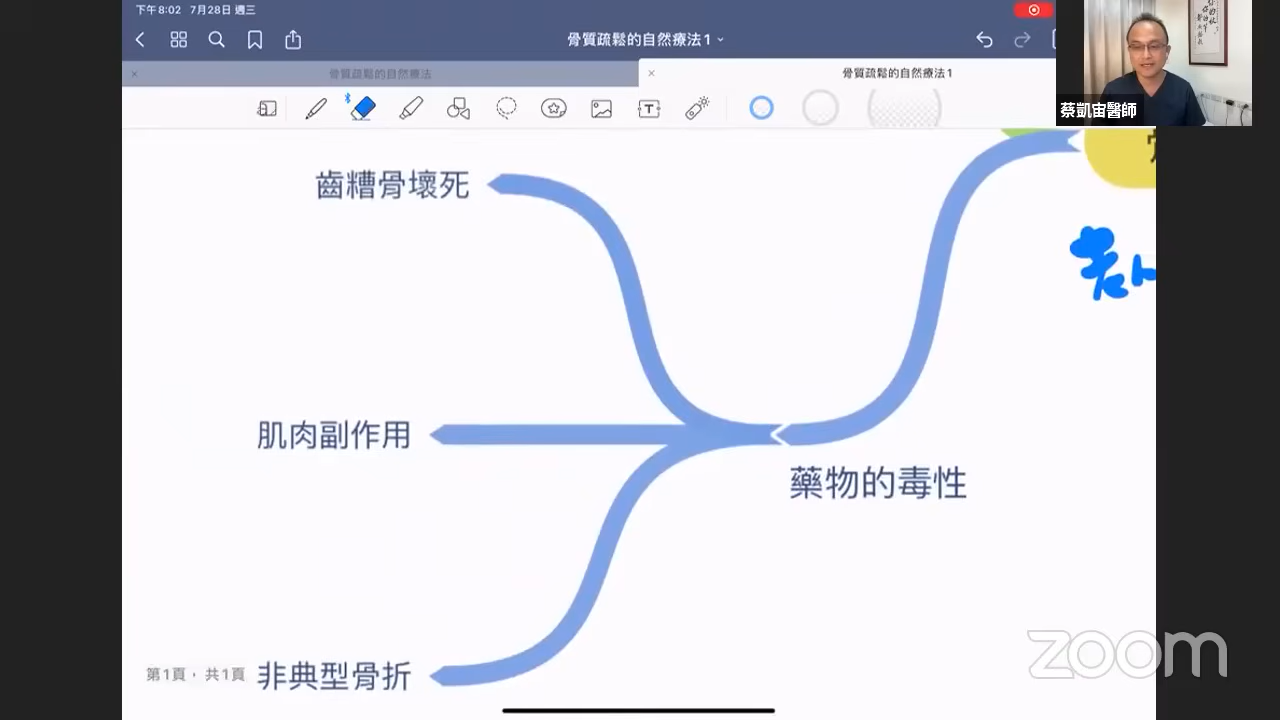 下午8:02 7月28日 週三
骨質疏鬆的自然療法1
骨質疏鬆的自然療法
骨質疏鬆的自然療法1
蔡凱宙醫師
齒糟骨壞死
肌肉副作用
藥物的毒性
第1頁，共1頁
非典型骨折
zoom